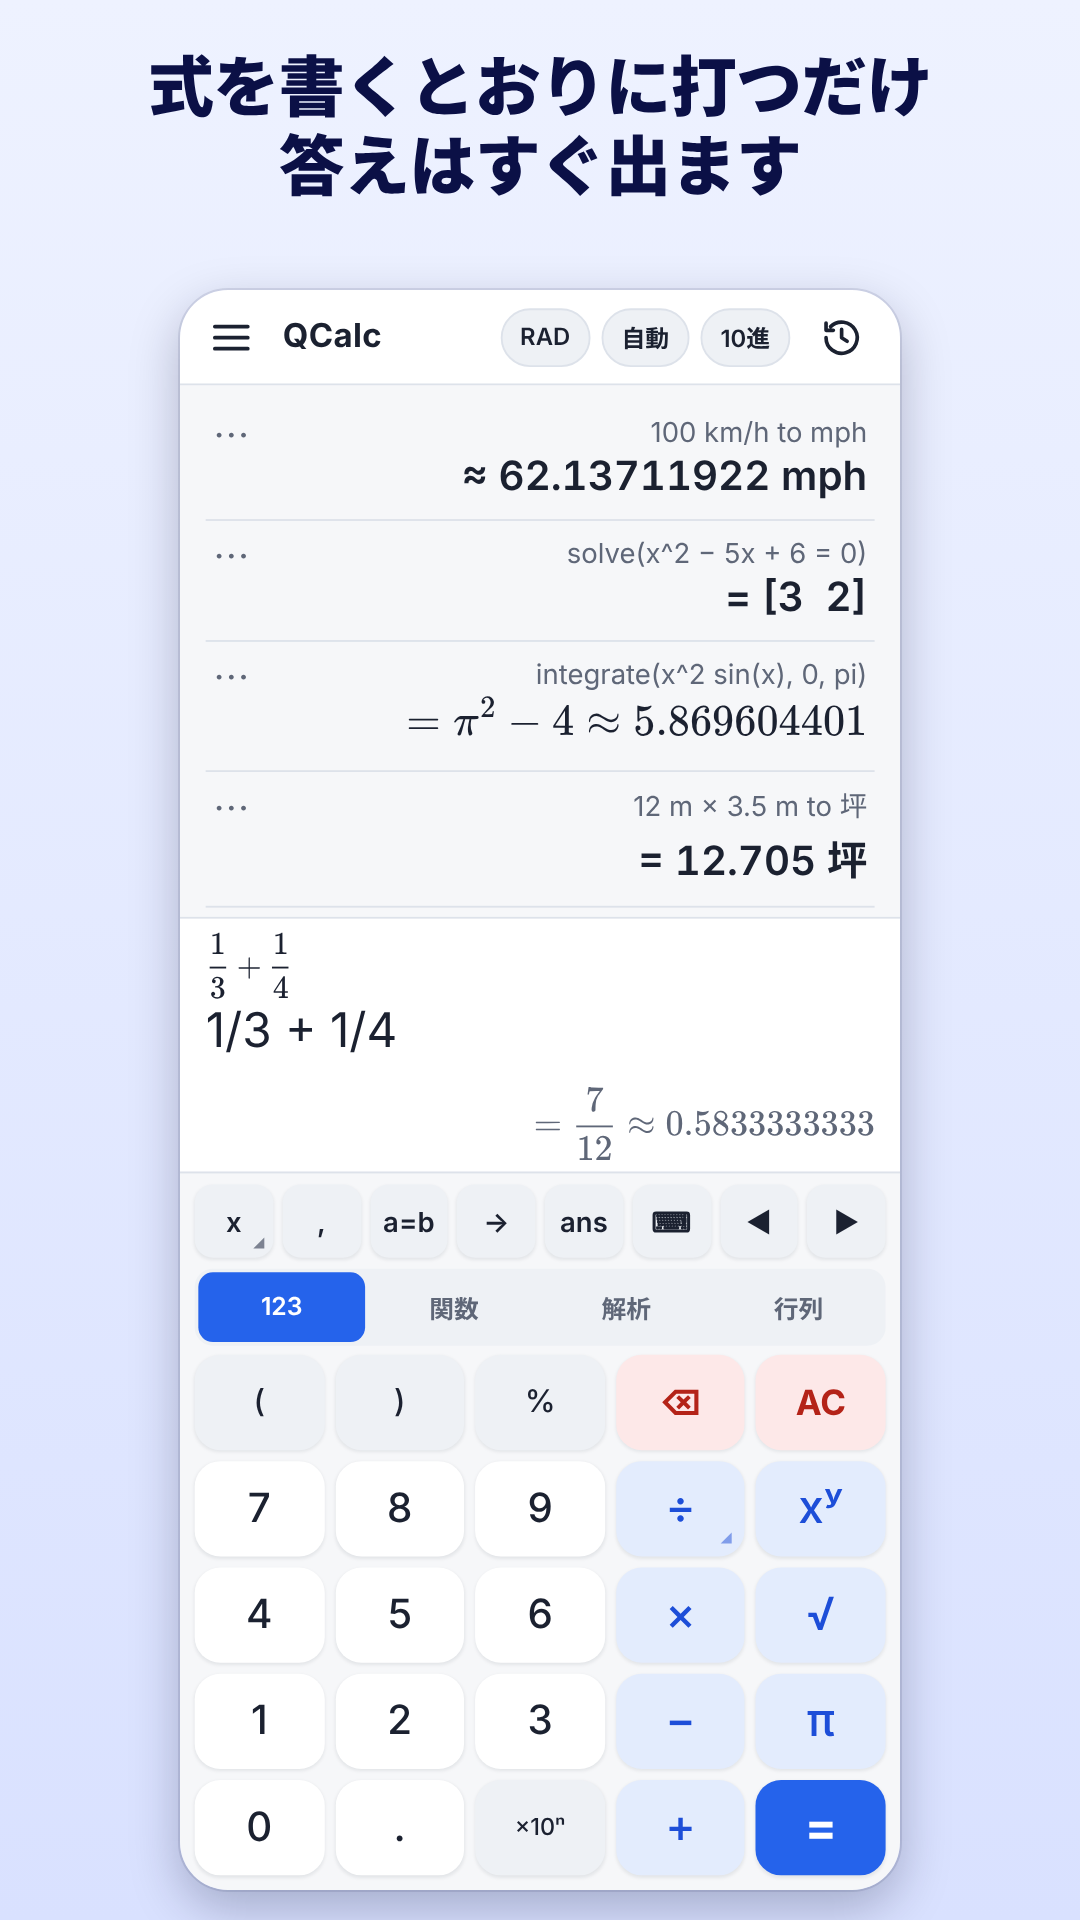 式を書くとおりに打つだけ
答えはすぐ出ます
QCalc RAD 自動 10進
… 100 km/h to mph
≈ 62.13711922 mph
… solve(x^2 − 5x + 6 = 0)
= [3 2]
… integrate(x^2 sin(x), 0, pi)
= π² − 4 ≈ 5.869604401
… 12 m × 3.5 m to 坪
= 12.705 坪
1/3 + 1/4
1/3 + 1/4
= 7/12 ≈ 0.5833333333
x , a=b → ans ⌨ ◀ ▶
123 関数 解析 行列
( ) % ⌫ AC
7 8 9 ÷ xʸ
4 5 6 × √
1 2 3 − π
0 . ×10ⁿ + =